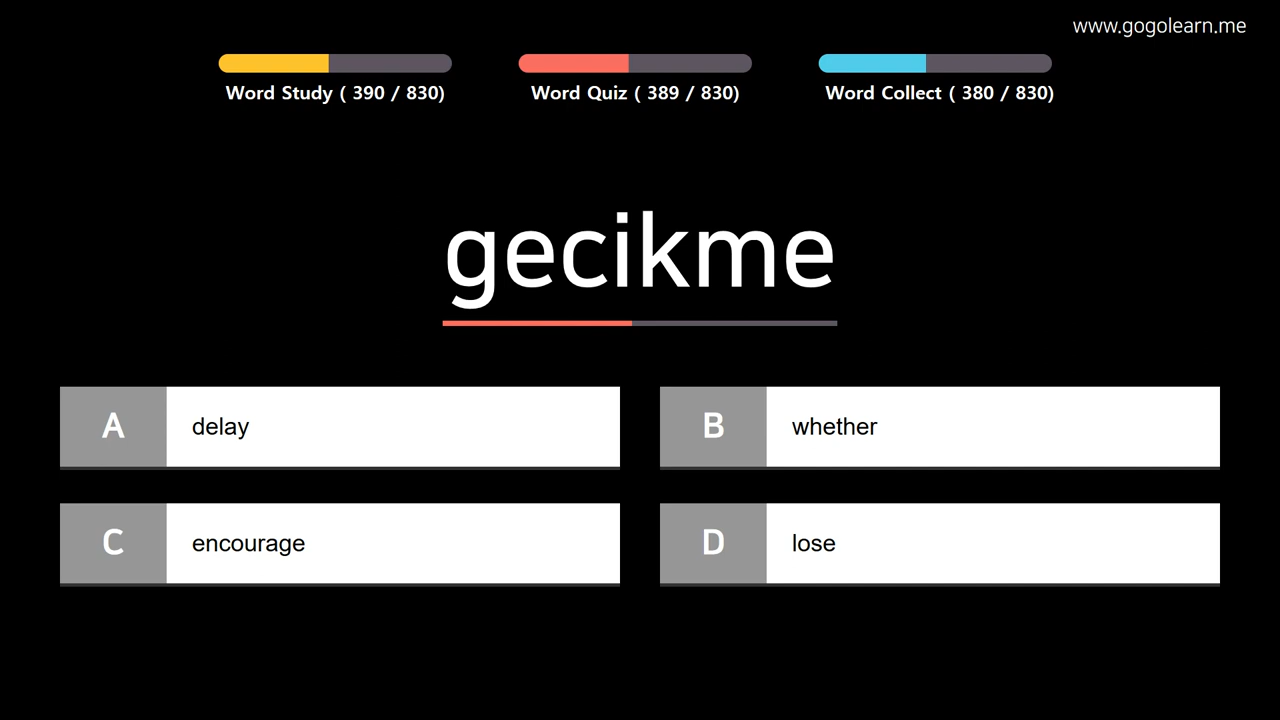 www.gogolearn.me
Word Study ( 390 / 830)
Word Quiz ( 389 / 830)
Word Collect ( 380 / 830)
gecikme
A delay
B whether
C encourage
D lose